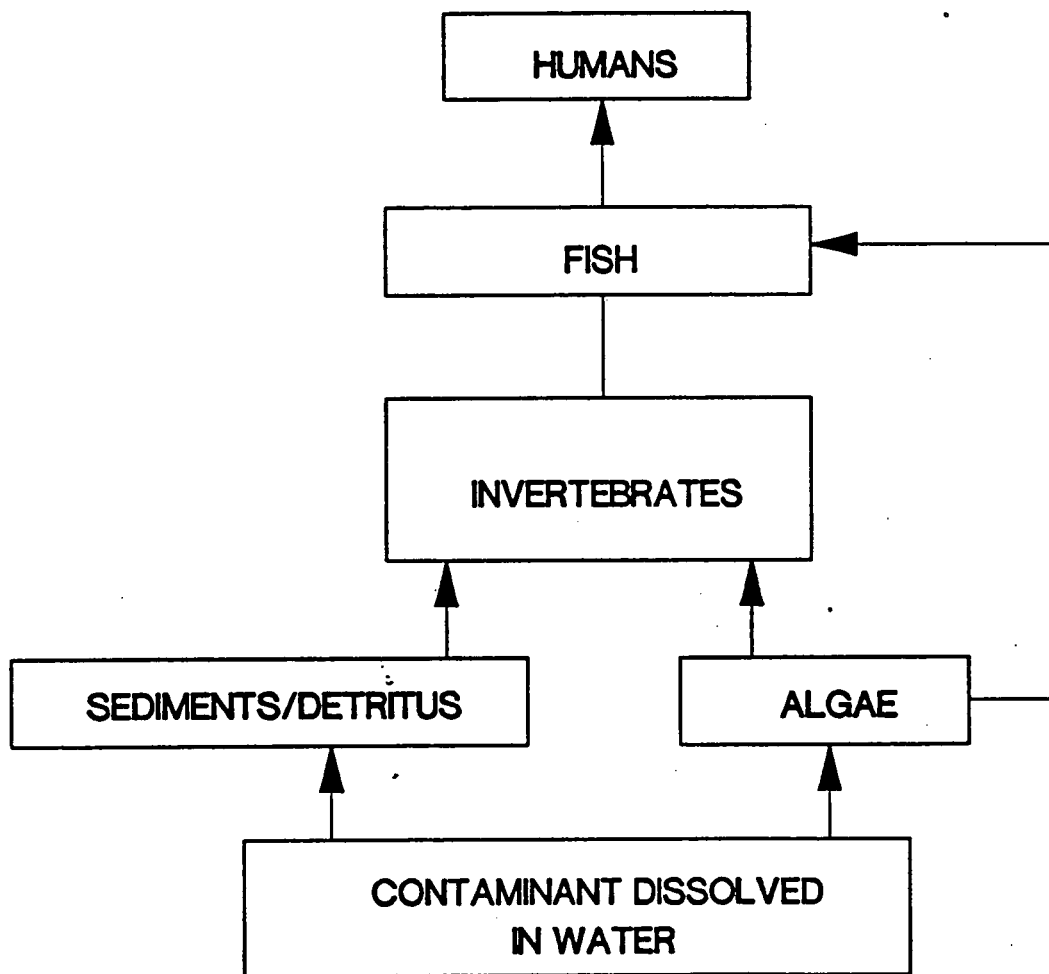 HUMANS
FISH
INVERTEBRATES
SEDIMENTS/DETRITUS
ALGAE
CONTAMINANT DISSOLVED
IN WATER